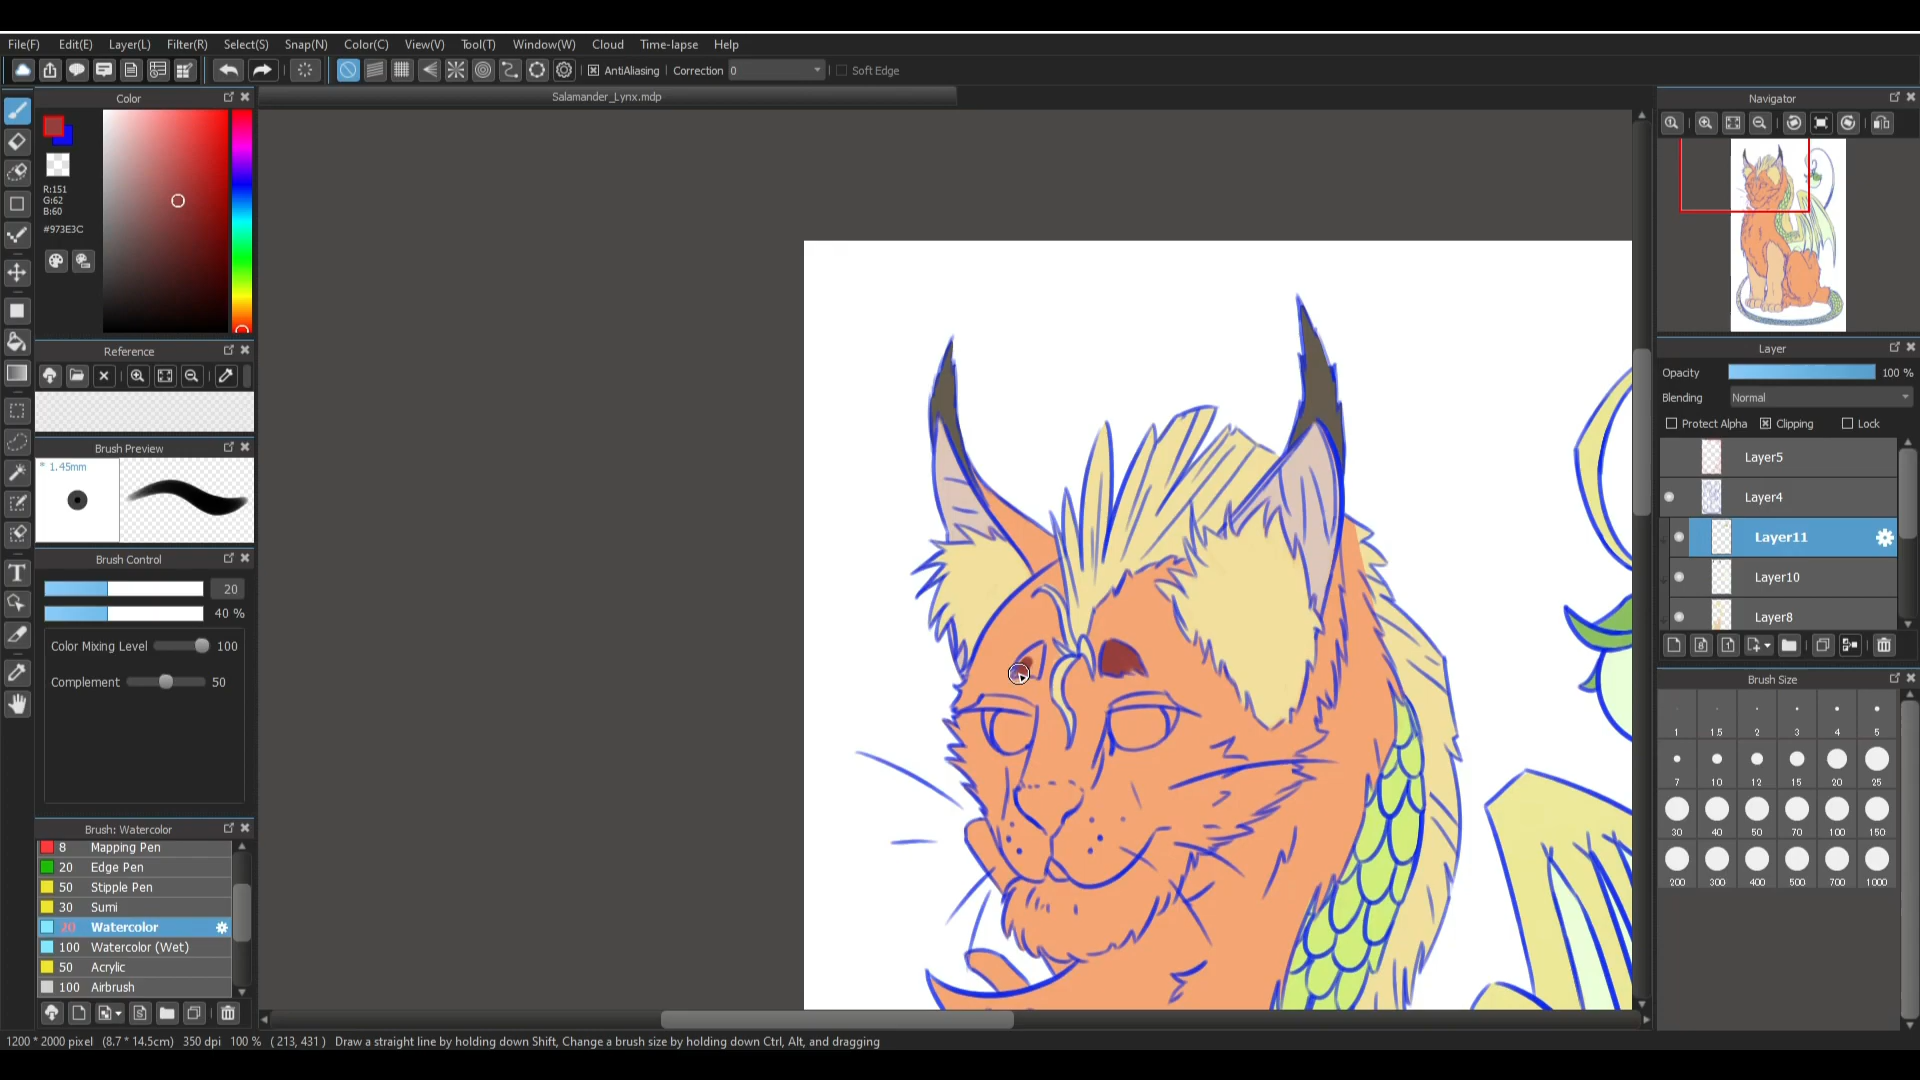 File(F) Edit(E) Layer(L) Filter(R) Select(S) Snap(N) Color(C) View(V) Tool(T) Window(W) Cloud Time-lapse Help
AntiAliasing Correction 0 Soft Edge
Salamander_Lynx.mdp
Color
R:151
G:62
B:60
#973E3C
Reference
Brush Preview
* 1.45mm
Brush Control
20
40 %
Color Mixing Level 100
Complement 50
Brush: Watercolor
8 Mapping Pen
20 Edge Pen
50 Stipple Pen
30 Sumi
20 Watercolor
100 Watercolor (Wet)
50 Acrylic
100 Airbrush
Navigator
Layer
Opacity 100 %
Blending Normal
Protect Alpha Clipping Lock
Layer5
Layer4
Layer11
Layer10
Layer8
Brush Size
1 1.5 2 3 4 5
7 10 12 15 20 25
30 40 50 70 100 150
200 300 400 500 700 1000
1200 * 2000 pixel (8.7 * 14.5cm) 350 dpi 100 % ( 213, 431 ) Draw a straight line by holding down Shift, Change a brush size by holding down Ctrl, Alt, and dragging